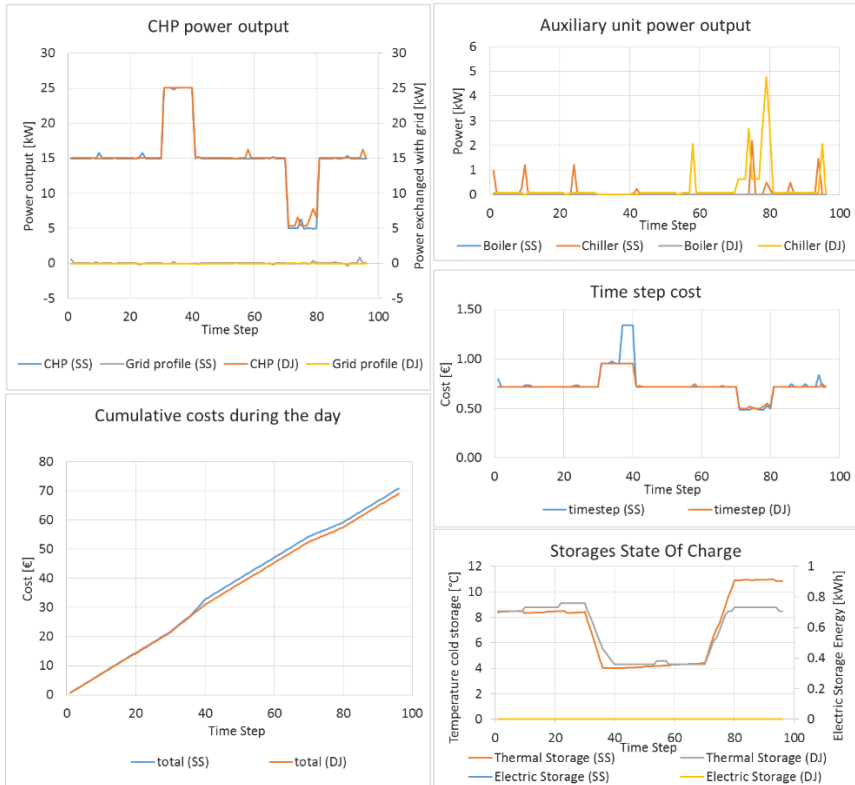 CHP power output
30
25
20
15
10
5
0
-5
30
25
20
15
10
5
0
-5
Power output [kW]
Power exchanged with grid [kW]
0 20 40 60 80 100
Time Step
CHP (SS) Grid profile (SS) CHP (DJ) Grid profile (DJ)
Auxiliary unit power output
6
5
4
3
2
1
0
Power [kW]
0 20 40 60 80 100
Time Step
Boiler (SS) Chiller (SS) Boiler (DJ) Chiller (DJ)
Time step cost
1.50
1.00
0.50
0.00
Cost [€]
0 20 40 60 80 100
Time Step
timestep (SS) timestep (DJ)
Cumulative costs during the day
80
70
60
50
40
30
20
10
0
Cost [€]
0 20 40 60 80 100
Time Step
total (SS) total (DJ)
Storages State Of Charge
12
10
8
6
4
2
0
1
0.8
0.6
0.4
0.2
0
Temperature cold storage [°C]
Electric Storage Energy [kWh]
0 20 40 60 80 100
Time Step
Thermal Storage (SS) Thermal Storage (DJ)
Electric Storage (SS) Electric Storage (DJ)